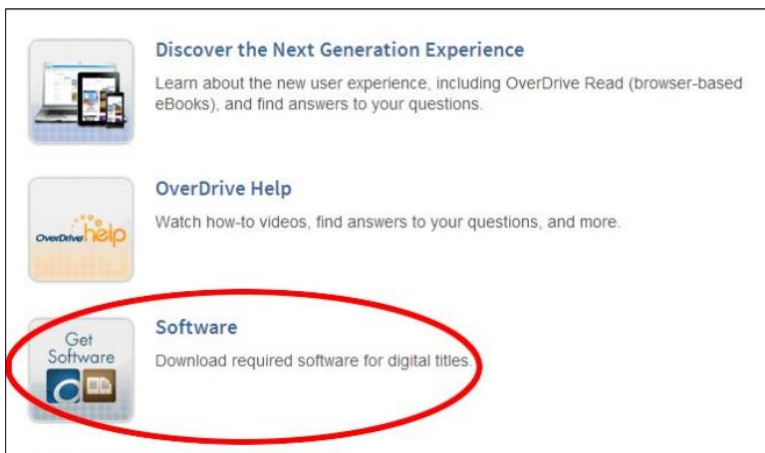 Discover the Next Generation Experience
Learn about the new user experience, including OverDrive Read (browser-based
eBooks), and find answers to your questions.
OverDrive help
OverDrive Help
Watch how-to videos, find answers to your questions, and more.
Get
Software
Software
Download required software for digital titles.